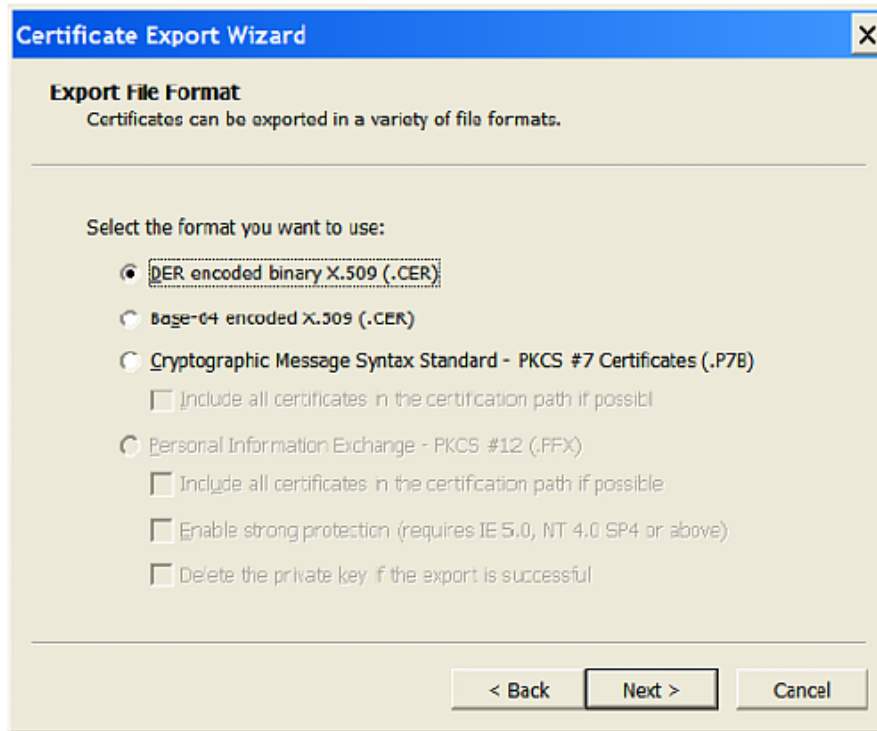 Certificate Export Wizard
Export File Format
Certificates can be exported in a variety of file formats.
Select the format you want to use:
DER encoded binary X.509 (.CER)
Base-64 encoded X.509 (.CER)
Cryptographic Message Syntax Standard - PKCS #7 Certificates (.P7B)
Include all certificates in the certification path if possibl
Personal Information Exchange - PKCS #12 (.PFX)
Include all certificates in the certification path if possible
Enable strong protection (requires IE 5.0, NT 4.0 SP4 or above)
Delete the private key if the export is successful
< Back Next > Cancel